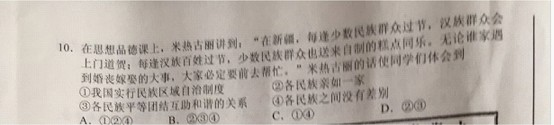 10. 在思想品德课上，米热古丽讲到：“在新疆，每逢少数民族群众过节，汉族群众会
上门道贺；每逢汉族百姓过节，少数民族群众也送来自制的糕点同乐。无论谁家遇
到婚丧嫁娶的大事，大家必定要前去帮忙。”米热古丽的话使同学们体会到
①我国实行民族区域自治制度 ②各民族亲如一家
③各民族平等团结互助和谐的关系 ④各民族之间没有差别
A. ①②④ B. ②③④ C. ①④ D. ②③